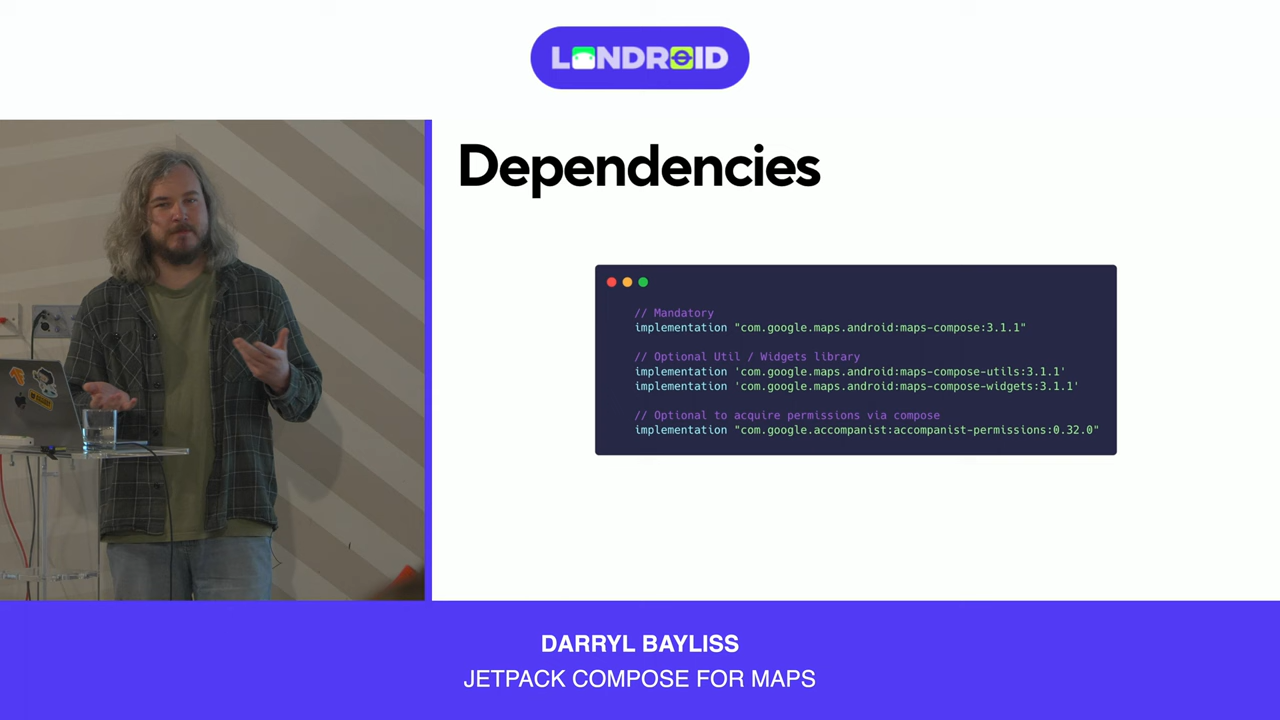 LONDROID
Dependencies
// Mandatory
implementation "com.google.maps.android:maps-compose:3.1.1"
// Optional Util / Widgets library
implementation 'com.google.maps.android:maps-compose-utils:3.1.1'
implementation 'com.google.maps.android:maps-compose-widgets:3.1.1'
// Optional to acquire permissions via compose
implementation "com.google.accompanist:accompanist-permissions:0.32.0"
DARRYL BAYLISS
JETPACK COMPOSE FOR MAPS